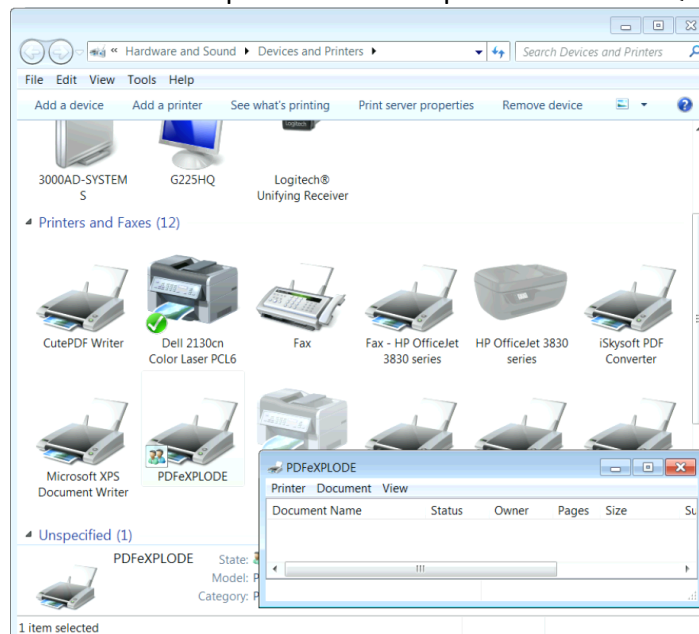 « Hardware and Sound ▸ Devices and Printers ▸
Search Devices and Printers
File Edit View Tools Help
Add a device Add a printer See what's printing Print server properties Remove device
3000AD-SYSTEM
S
G225HQ
Logitech®
Unifying Receiver
Printers and Faxes (12)
CutePDF Writer
Dell 2130cn
Color Laser PCL6
Fax
Fax - HP OfficeJet
3830 series
HP OfficeJet 3830
series
iSkysoft PDF
Converter
Microsoft XPS
Document Writer
PDFeXPLODE
PDFeXPLODE
Printer Document View
Document Name Status Owner Pages Size Su
Unspecified (1)
PDFeXPLODE State:
Model: P
Category: P
1 item selected